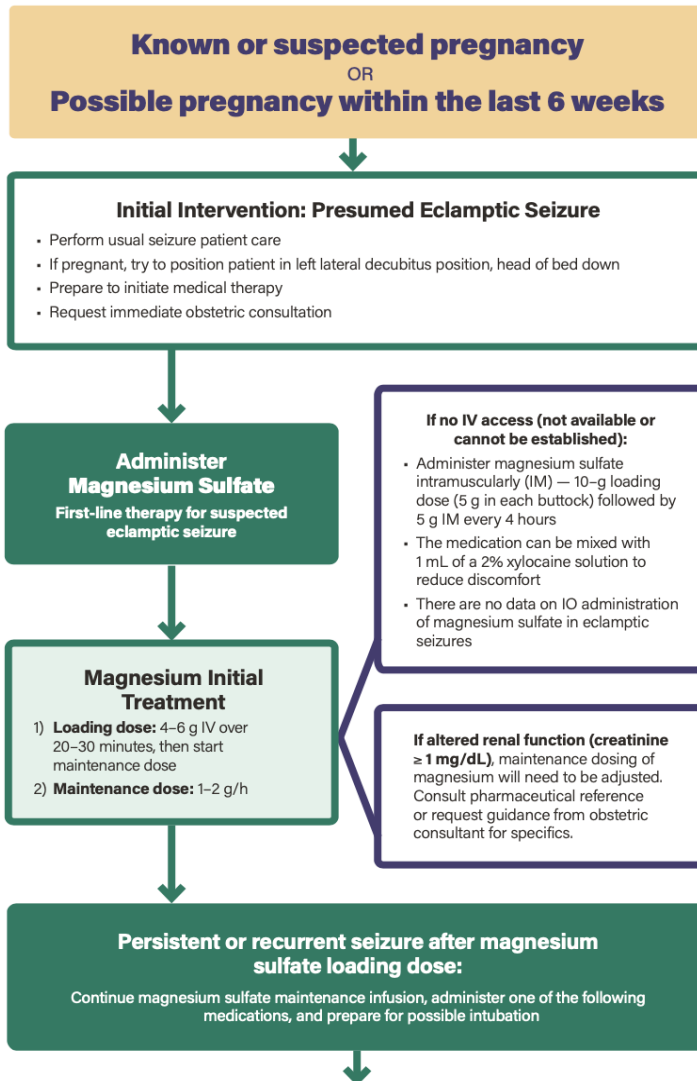 Known or suspected pregnancy
OR
Possible pregnancy within the last 6 weeks
Initial Intervention: Presumed Eclamptic Seizure
• Perform usual seizure patient care
• If pregnant, try to position patient in left lateral decubitus position, head of bed down
• Prepare to initiate medical therapy
• Request immediate obstetric consultation
Administer
Magnesium Sulfate
First-line therapy for suspected
eclamptic seizure
Magnesium Initial
Treatment
1) Loading dose: 4–6 g IV over
20–30 minutes, then start
maintenance dose
2) Maintenance dose: 1–2 g/h
If no IV access (not available or
cannot be established):
• Administer magnesium sulfate
intramuscularly (IM) — 10–g loading
dose (5 g in each buttock) followed by
5 g IM every 4 hours
• The medication can be mixed with
1 mL of a 2% xylocaine solution to
reduce discomfort
• There are no data on IO administration
of magnesium sulfate in eclamptic
seizures
If altered renal function (creatinine
≥ 1 mg/dL), maintenance dosing of
magnesium will need to be adjusted.
Consult pharmaceutical reference
or request guidance from obstetric
consultant for specifics.
Persistent or recurrent seizure after magnesium
sulfate loading dose:
Continue magnesium sulfate maintenance infusion, administer one of the following
medications, and prepare for possible intubation